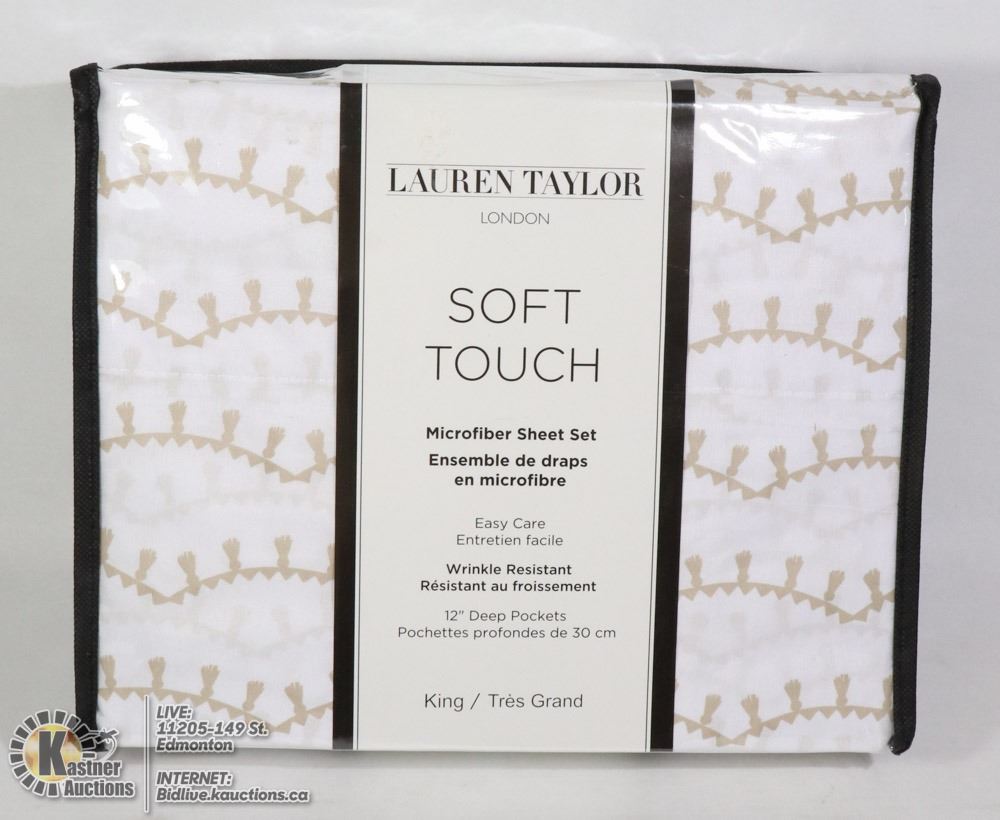 LAUREN TAYLOR
LONDON
SOFT
TOUCH
Microfiber Sheet Set
Ensemble de draps
en microfibre
Easy Care
Entretien facile
Wrinkle Resistant
Résistant au froissement
12" Deep Pockets
Pochettes profondes de 30 cm
King / Très Grand
Kastner
Auctions
LIVE:
11205-149 St.
Edmonton
INTERNET:
Bidlive.kauctions.ca